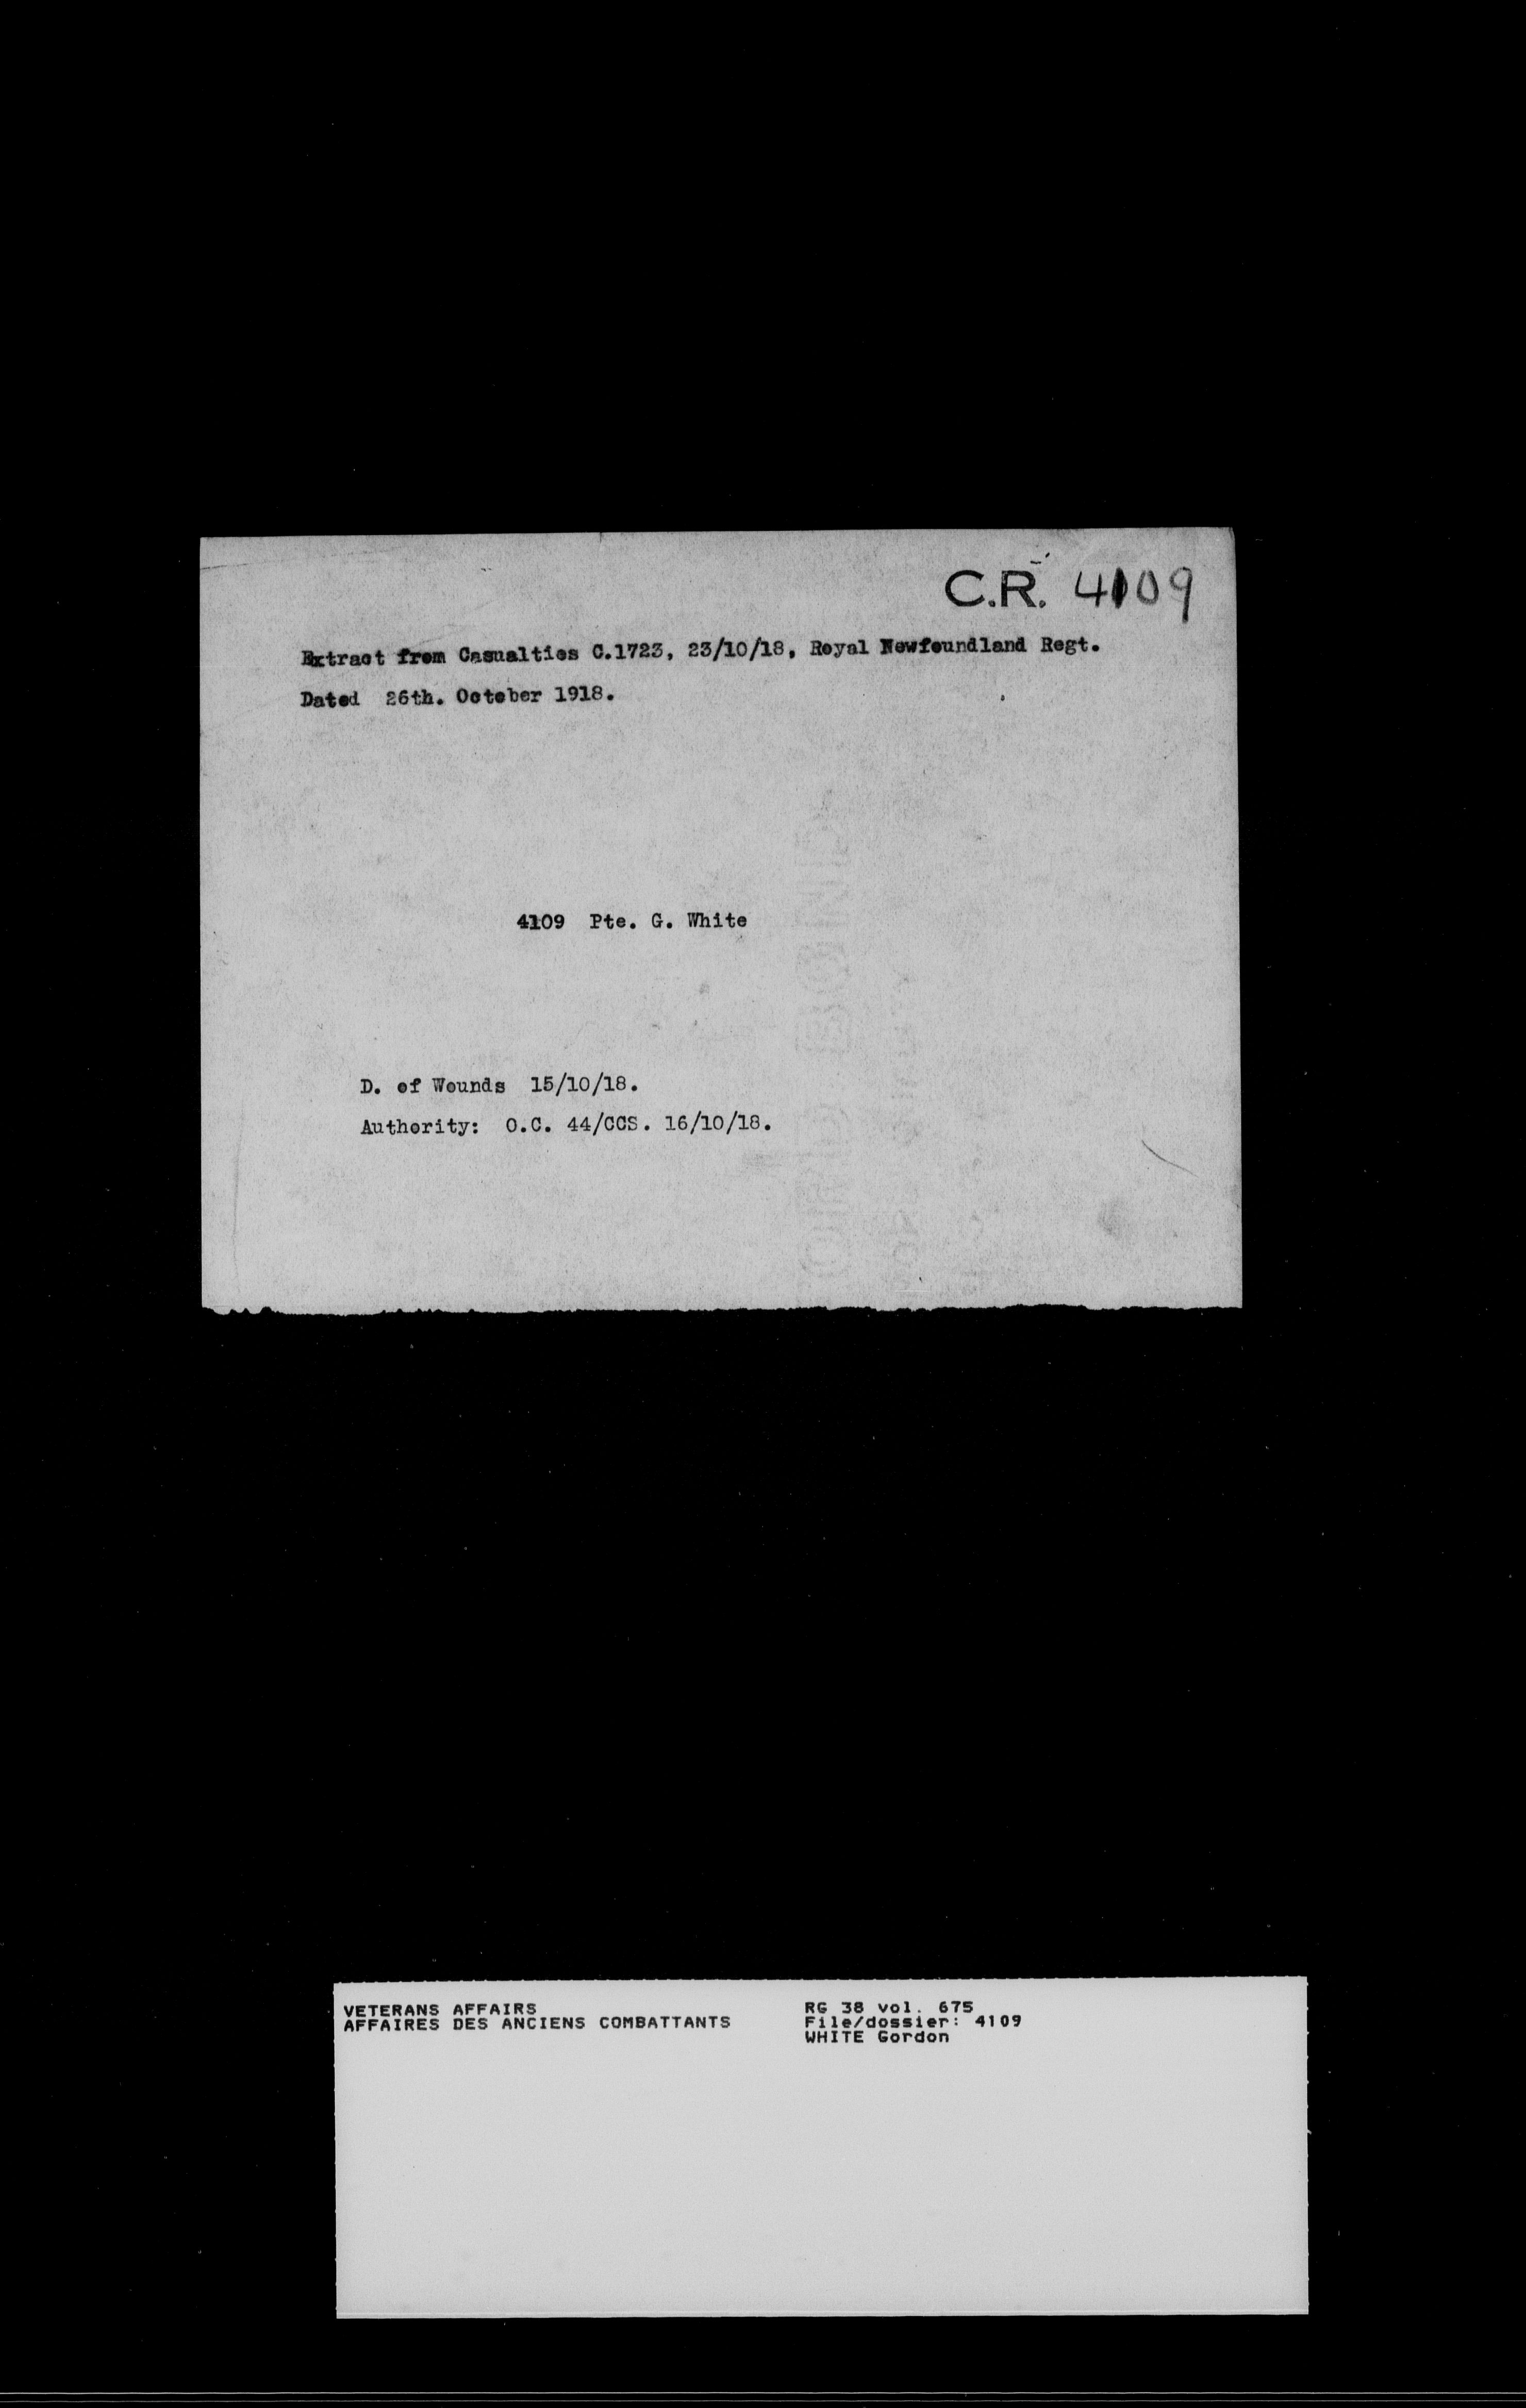 C.R. 4109
Extract from Casualties C.1723, 23/10/18, Royal Newfoundland Regt.
Dated 26th. October 1918.
4109 Pte. G. White
D. of Wounds 15/10/18.
Authority: O.C. 44/CCS. 16/10/18.
VETERANS AFFAIRS
AFFAIRES DES ANCIENS COMBATTANTS
RG 38 vol. 675
File/dossier: 4109
WHITE Gordon